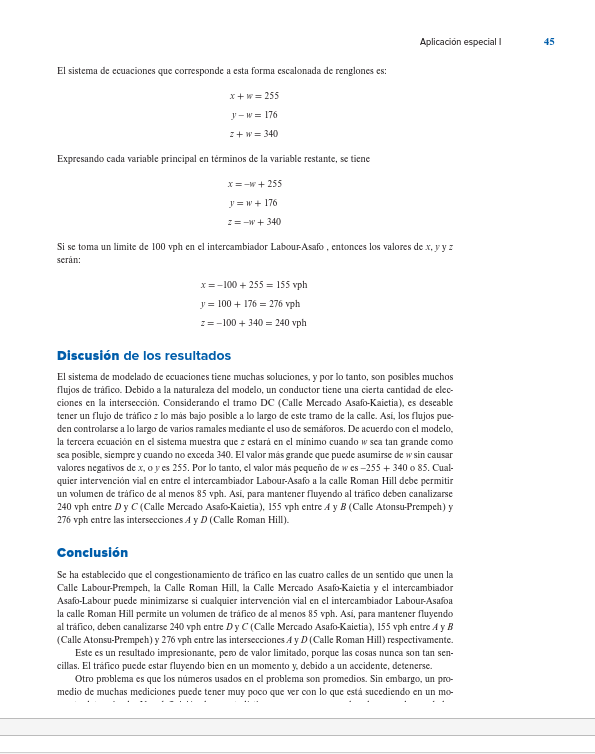 Aplicación especial I 45
El sistema de ecuaciones que corresponde a esta forma escalonada de renglones es:
x + w = 255
y – w = 176
z + w = 340
Expresando cada variable principal en términos de la variable restante, se tiene
x = –w + 255
y = w + 176
z = –w + 340
Si se toma un límite de 100 vph en el intercambiador Labour-Asafo , entonces los valores de x, y y z
serán:
x = –100 + 255 = 155 vph
y = 100 + 176 = 276 vph
z = –100 + 340 = 240 vph
Discusión de los resultados
El sistema de modelado de ecuaciones tiene muchas soluciones, y por lo tanto, son posibles muchos
flujos de tráfico. Debido a la naturaleza del modelo, un conductor tiene una cierta cantidad de elec-
ciones en la intersección. Considerando el tramo DC (Calle Mercado Asafo-Kaietia), es deseable
tener un flujo de tráfico z lo más bajo posible a lo largo de este tramo de la calle. Así, los flujos pue-
den controlarse a lo largo de varios ramales mediante el uso de semáforos. De acuerdo con el modelo,
la tercera ecuación en el sistema muestra que z estará en el mínimo cuando w sea tan grande como
sea posible, siempre y cuando no exceda 340. El valor más grande que puede asumirse de w sin causar
valores negativos de x, o y es 255. Por lo tanto, el valor más pequeño de w es –255 + 340 o 85. Cual-
quier intervención vial en entre el intercambiador Labour-Asafo a la calle Roman Hill debe permitir
un volumen de tráfico de al menos 85 vph. Así, para mantener fluyendo al tráfico deben canalizarse
240 vph entre D y C (Calle Mercado Asafo-Kaietia), 155 vph entre A y B (Calle Atonsu-Prempeh) y
276 vph entre las intersecciones A y D (Calle Roman Hill).
Conclusión
Se ha establecido que el congestionamiento de tráfico en las cuatro calles de un sentido que unen la
Calle Labour-Prempeh, la Calle Roman Hill, la Calle Mercado Asafo-Kaietia y el intercambiador
Asafo-Labour puede minimizarse si cualquier intervención vial en el intercambiador Labour-Asafoa
la calle Roman Hill permite un volumen de tráfico de al menos 85 vph. Así, para mantener fluyendo
al tráfico, deben canalizarse 240 vph entre D y C (Calle Mercado Asafo-Kaietia), 155 vph entre A y B
(Calle Atonsu-Prempeh) y 276 vph entre las intersecciones A y D (Calle Roman Hill) respectivamente.
Este es un resultado impresionante, pero de valor limitado, porque las cosas nunca son tan sen-
cillas. El tráfico puede estar fluyendo bien en un momento y, debido a un accidente, detenerse.
Otro problema es que los números usados en el problema son promedios. Sin embargo, un pro-
medio de muchas mediciones puede tener muy poco que ver con lo que está sucediendo en un mo-